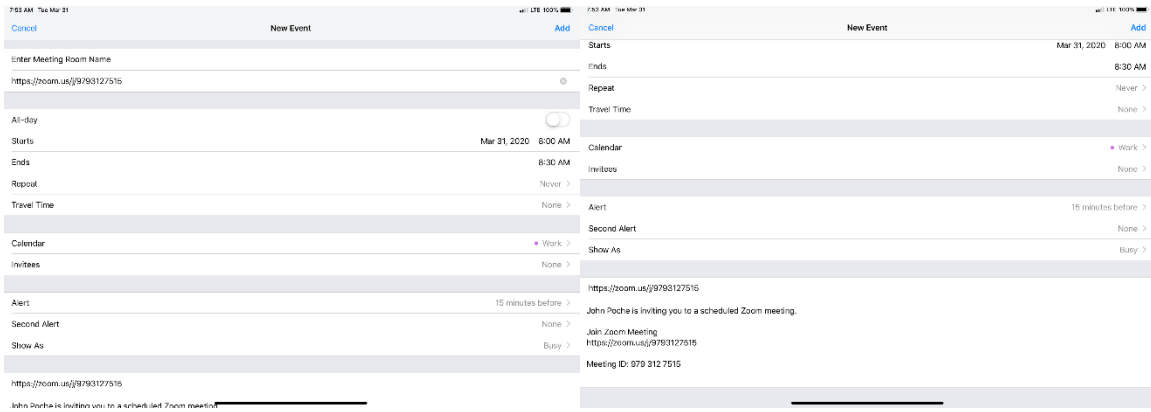 7:53 AM Tue Mar 31
LTE 100%
Cancel
New Event
Add
Enter Meeting Room Name
https://zoom.us/j/9793127515
All-day
Starts
Mar 31, 2020 8:00 AM
Ends
8:30 AM
Repeat
Never
Travel Time
None
Calendar
Work
Invitees
None
Alert
15 minutes before
Second Alert
None
Show As
Busy
https://zoom.us/j/9793127515
John Poche is inviting you to a scheduled Zoom meeting.
7:53 AM Tue Mar 31
LTE 100%
Cancel
New Event
Add
Starts
Mar 31, 2020 8:00 AM
Ends
8:30 AM
Repeat
Never
Travel Time
None
Calendar
Work
Invitees
None
Alert
15 minutes before
Second Alert
None
Show As
Busy
https://zoom.us/j/9793127515
John Poche is inviting you to a scheduled Zoom meeting.
Join Zoom Meeting
https://zoom.us/j/9793127515
Meeting ID: 979 312 7515